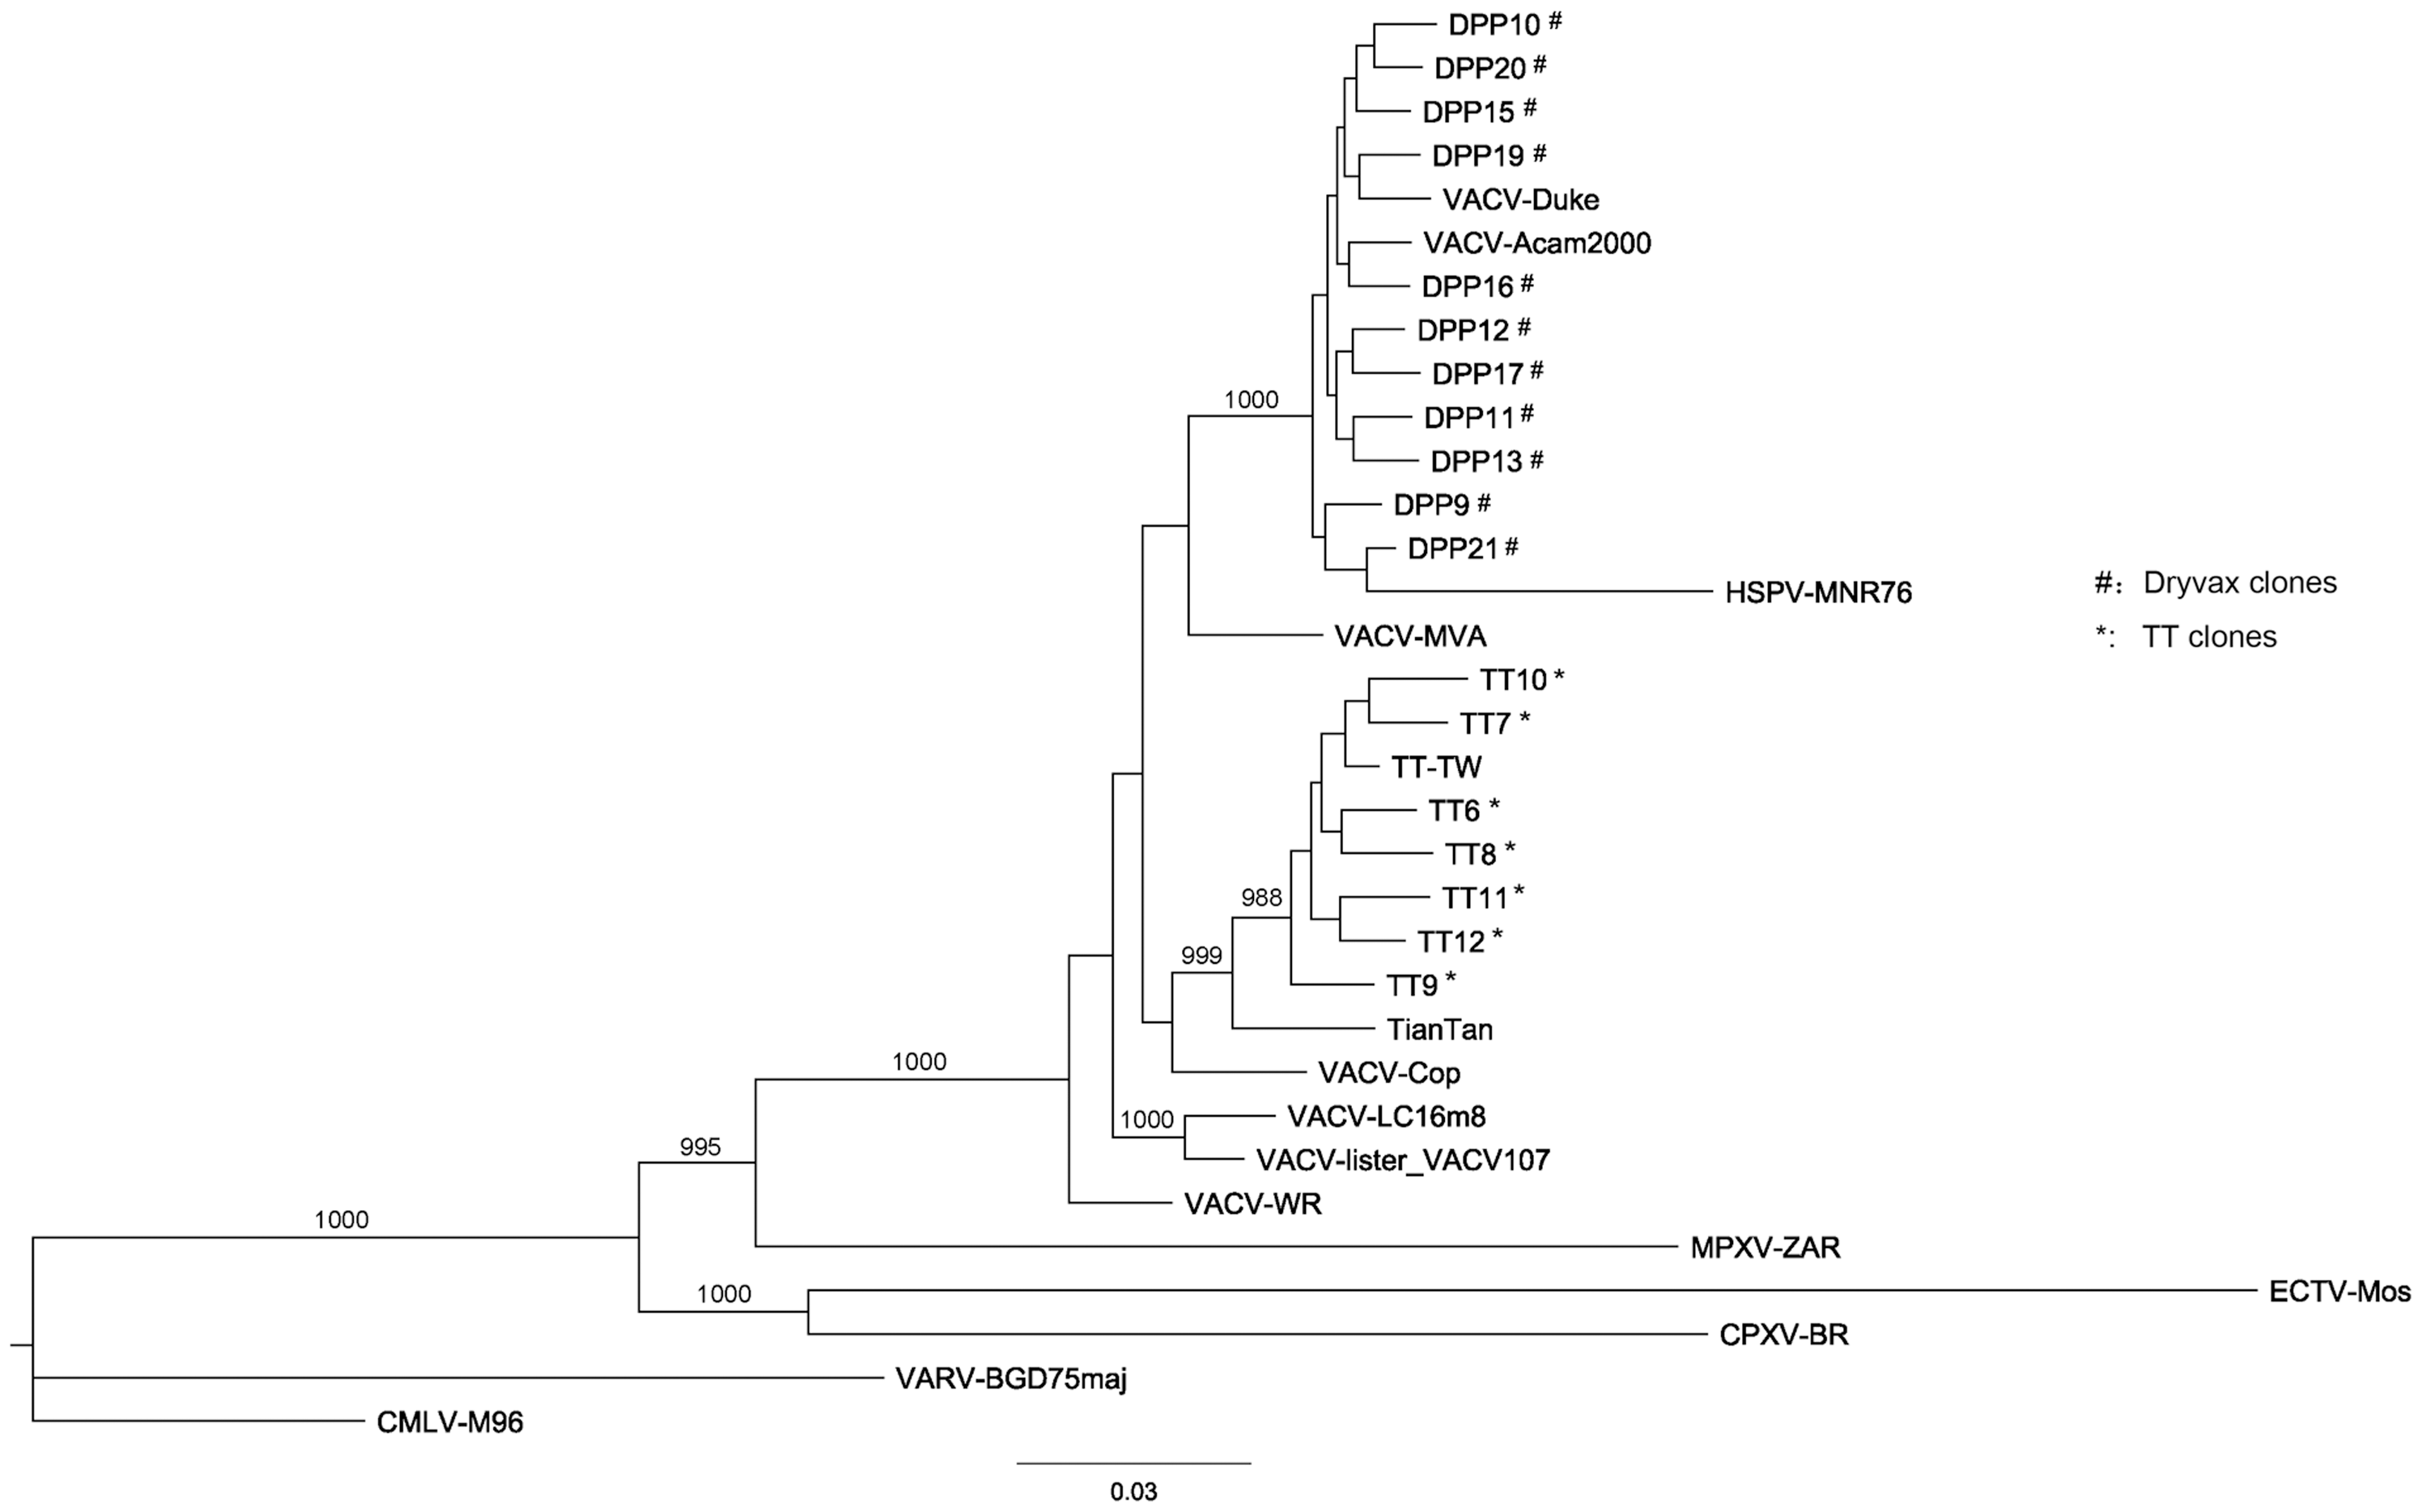 DPP10 #
DPP20 #
DPP15 #
DPP19 #
VACV-Duke
VACV-Acam2000
DPP16 #
DPP12 #
DPP17 #
1000
DPP11 #
DPP13 #
DPP9 #
DPP21 #
HSPV-MNR76
#: Dryvax clones
VACV-MVA
*: TT clones
TT10 *
TT7 *
TT-TW
TT6 *
TT8 *
988
TT11 *
TT12 *
999
TT9 *
TianTan
1000
VACV-Cop
1000
VACV-LC16m8
995
VACV-lister_VACV107
VACV-WR
1000
MPXV-ZAR
1000
ECTV-Mos
CPXV-BR
VARV-BGD75maj
CMLV-M96
0.03